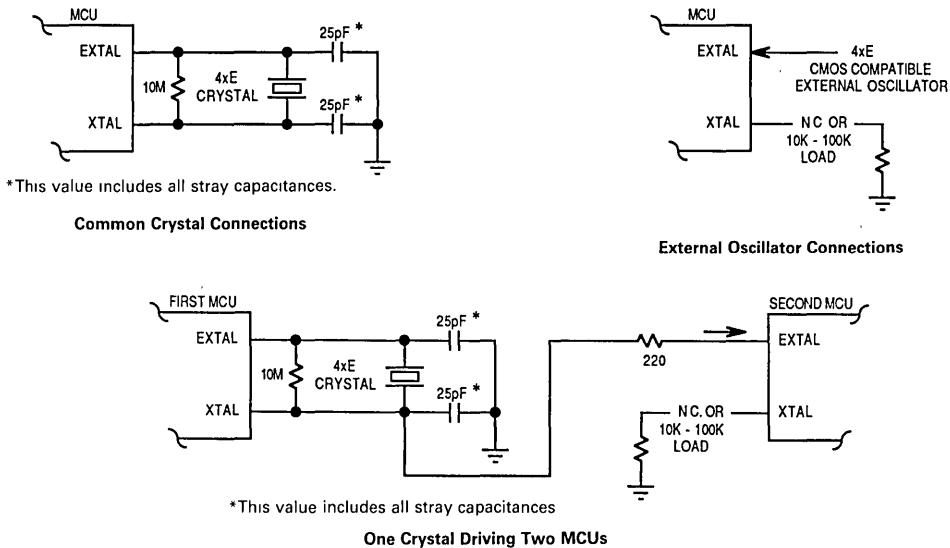 MCU
EXTAL
XTAL
10M
4xE
CRYSTAL
25pF *
25pF *
*This value includes all stray capacitances.
Common Crystal Connections
EXTAL
XTAL
4xE
CMOS COMPATIBLE
EXTERNAL OSCILLATOR
N C OR
10K - 100K
LOAD
External Oscillator Connections
FIRST MCU
EXTAL
XTAL
10M
4xE
CRYSTAL
25pF *
25pF *
220
SECOND MCU
EXTAL
XTAL
N C. OR
10K - 100K
LOAD
*This value includes all stray capacitances
One Crystal Driving Two MCUs